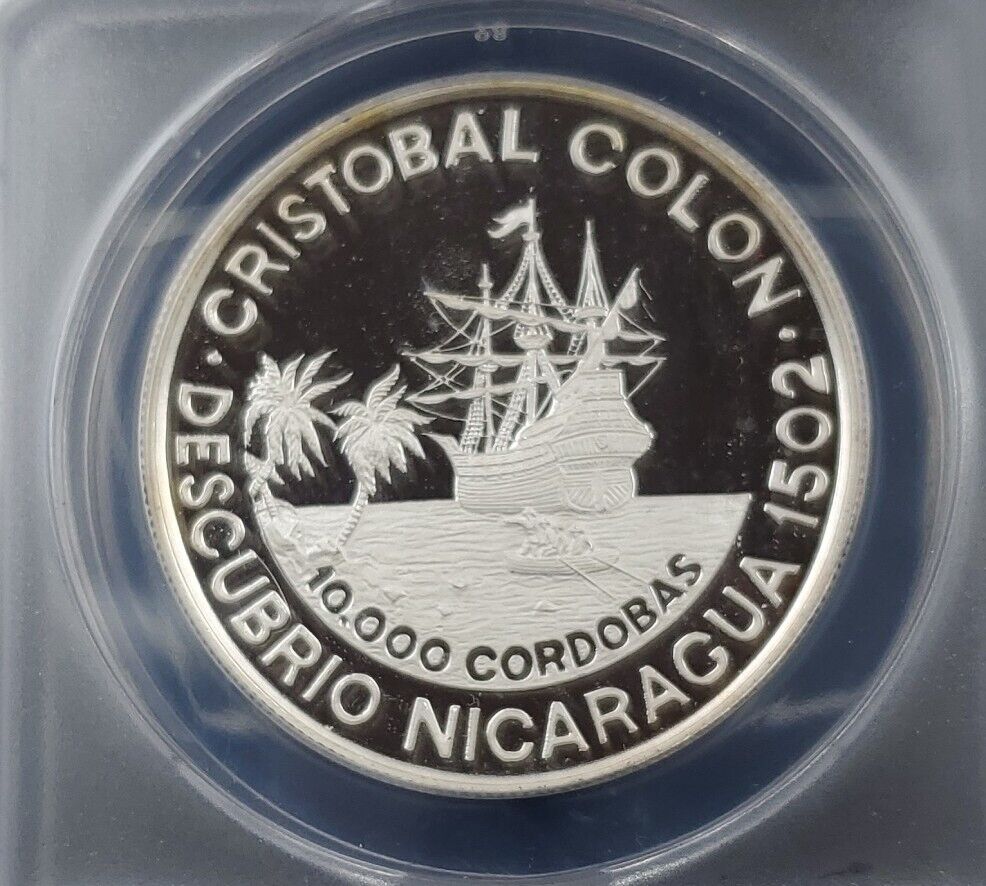 · CRISTOBAL COLON ·
DESCUBRIO NICARAGUA 1502
10,000 CORDOBAS